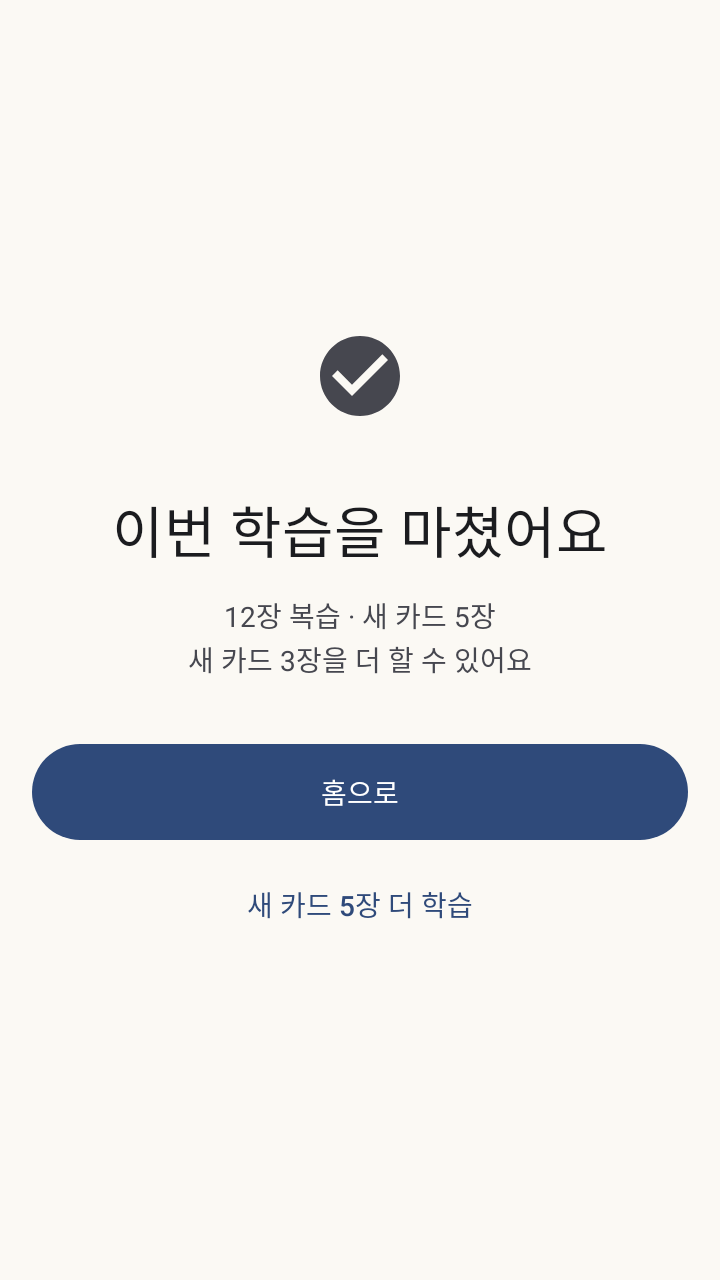 이번 학습을 마쳤어요
12장 복습 · 새 카드 5장
새 카드 3장을 더 할 수 있어요
홈으로
새 카드 5장 더 학습